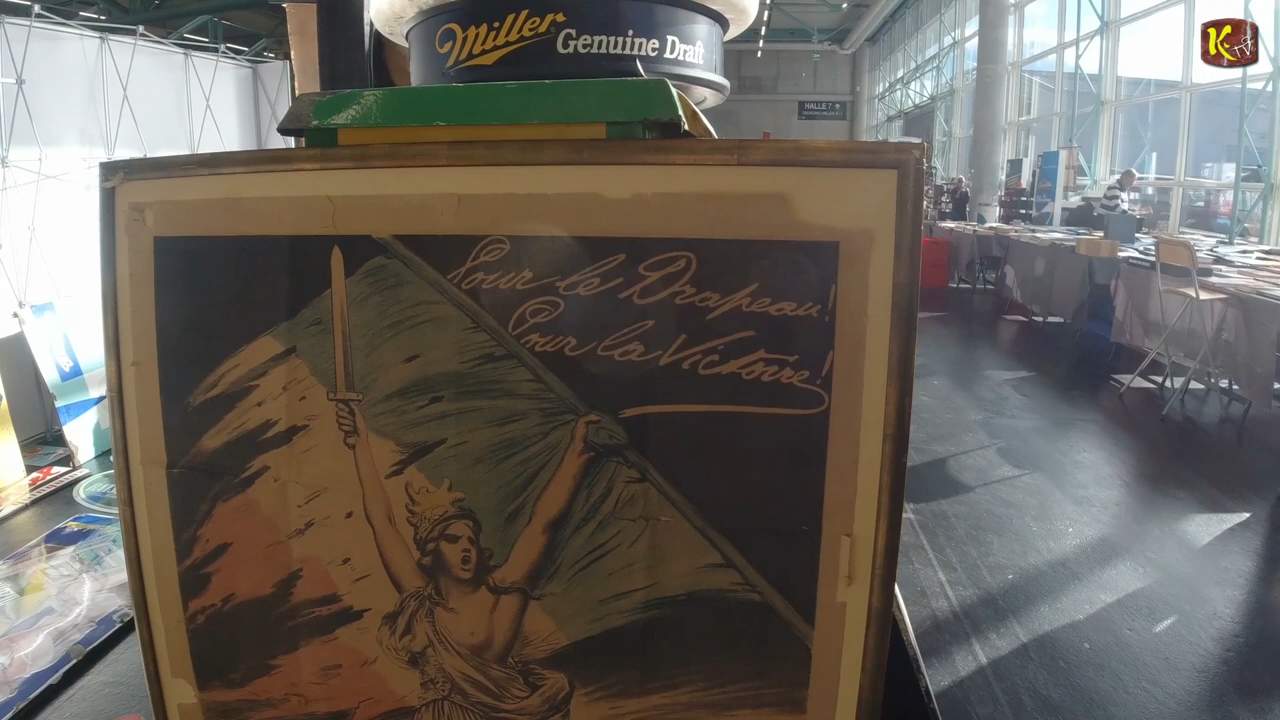 Miller
Genuine Draft
HALLE 7
Pour le Drapeau!
Pour la Victoire!
K